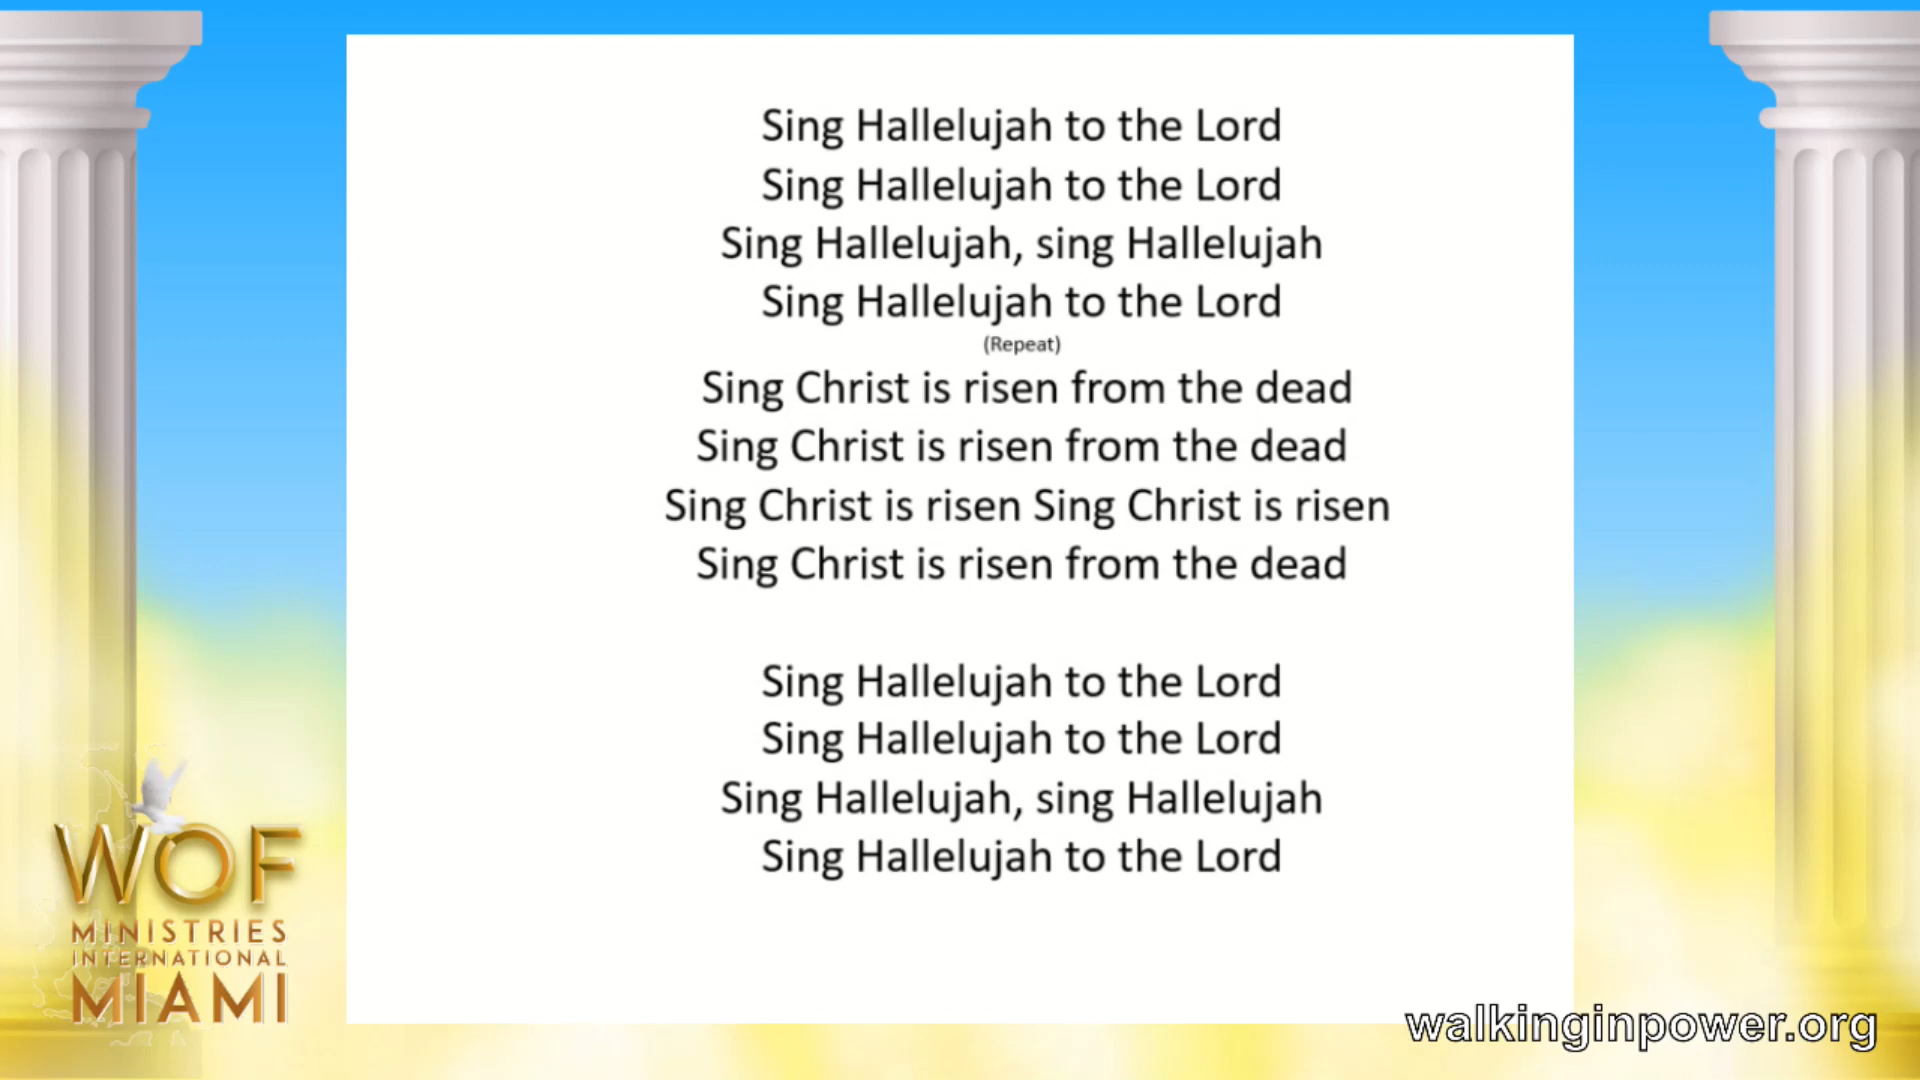 Sing Hallelujah to the Lord
Sing Hallelujah to the Lord
Sing Hallelujah, sing Hallelujah
Sing Hallelujah to the Lord
(Repeat)
Sing Christ is risen from the dead
Sing Christ is risen from the dead
Sing Christ is risen Sing Christ is risen
Sing Christ is risen from the dead
Sing Hallelujah to the Lord
Sing Hallelujah to the Lord
Sing Hallelujah, sing Hallelujah
Sing Hallelujah to the Lord
WOF
MINISTRIES
INTERNATIONAL
MIAMI
walkinginpower.org